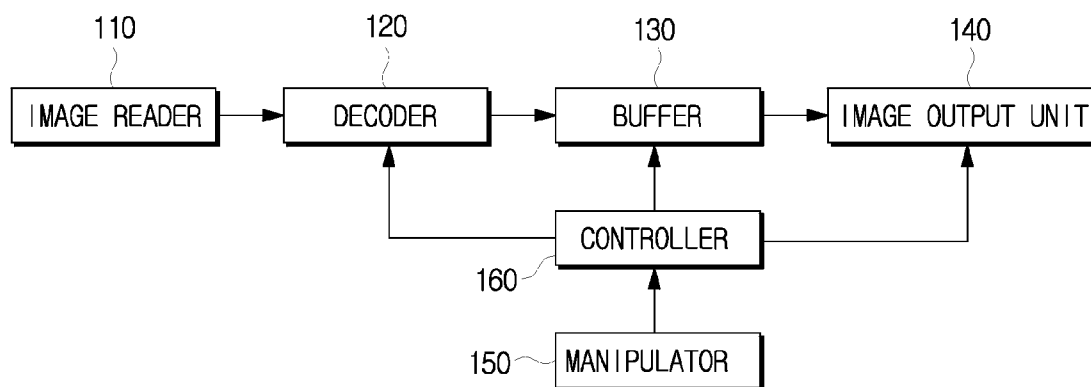 110
120
130
140
IMAGE READER
DECODER
BUFFER
IMAGE OUTPUT UNIT
CONTROLLER
160
150
MANIPULATOR